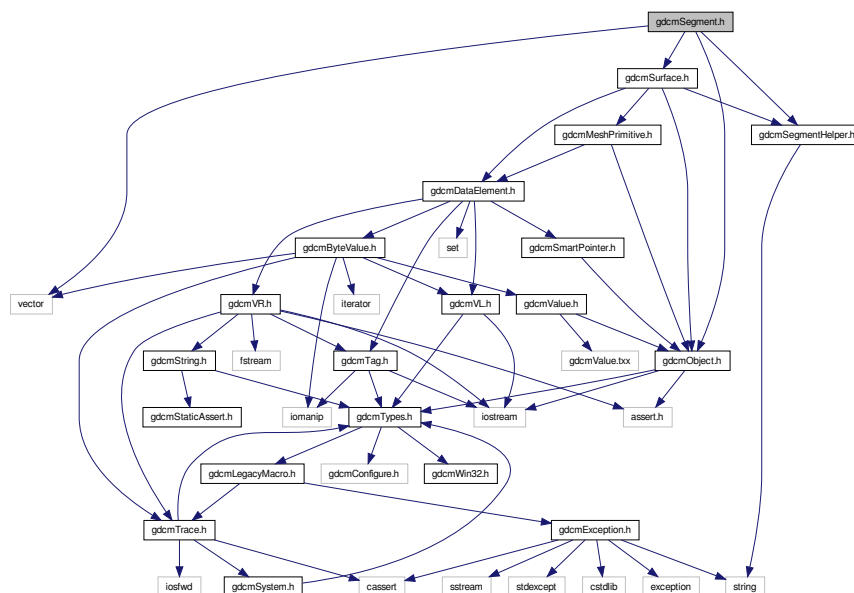 gdcmSegment.h
gdcmSurface.h
gdcmMeshPrimitive.h
gdcmSegmentHelper.h
gdcmDataElement.h
gdcmByteValue.h
set
gdcmSmartPointer.h
vector
gdcmVR.h
iterator
gdcmVL.h
gdcmValue.h
gdcmString.h
fstream
gdcmTag.h
gdcmValue.txx
gdcmObject.h
gdcmStaticAssert.h
iomanip
gdcmTypes.h
iostream
assert.h
gdcmLegacyMacro.h
gdcmConfigure.h
gdcmWin32.h
gdcmTrace.h
gdcmException.h
iosfwd
gdcmSystem.h
cassert
sstream
stdexcept
cstdlib
exception
string